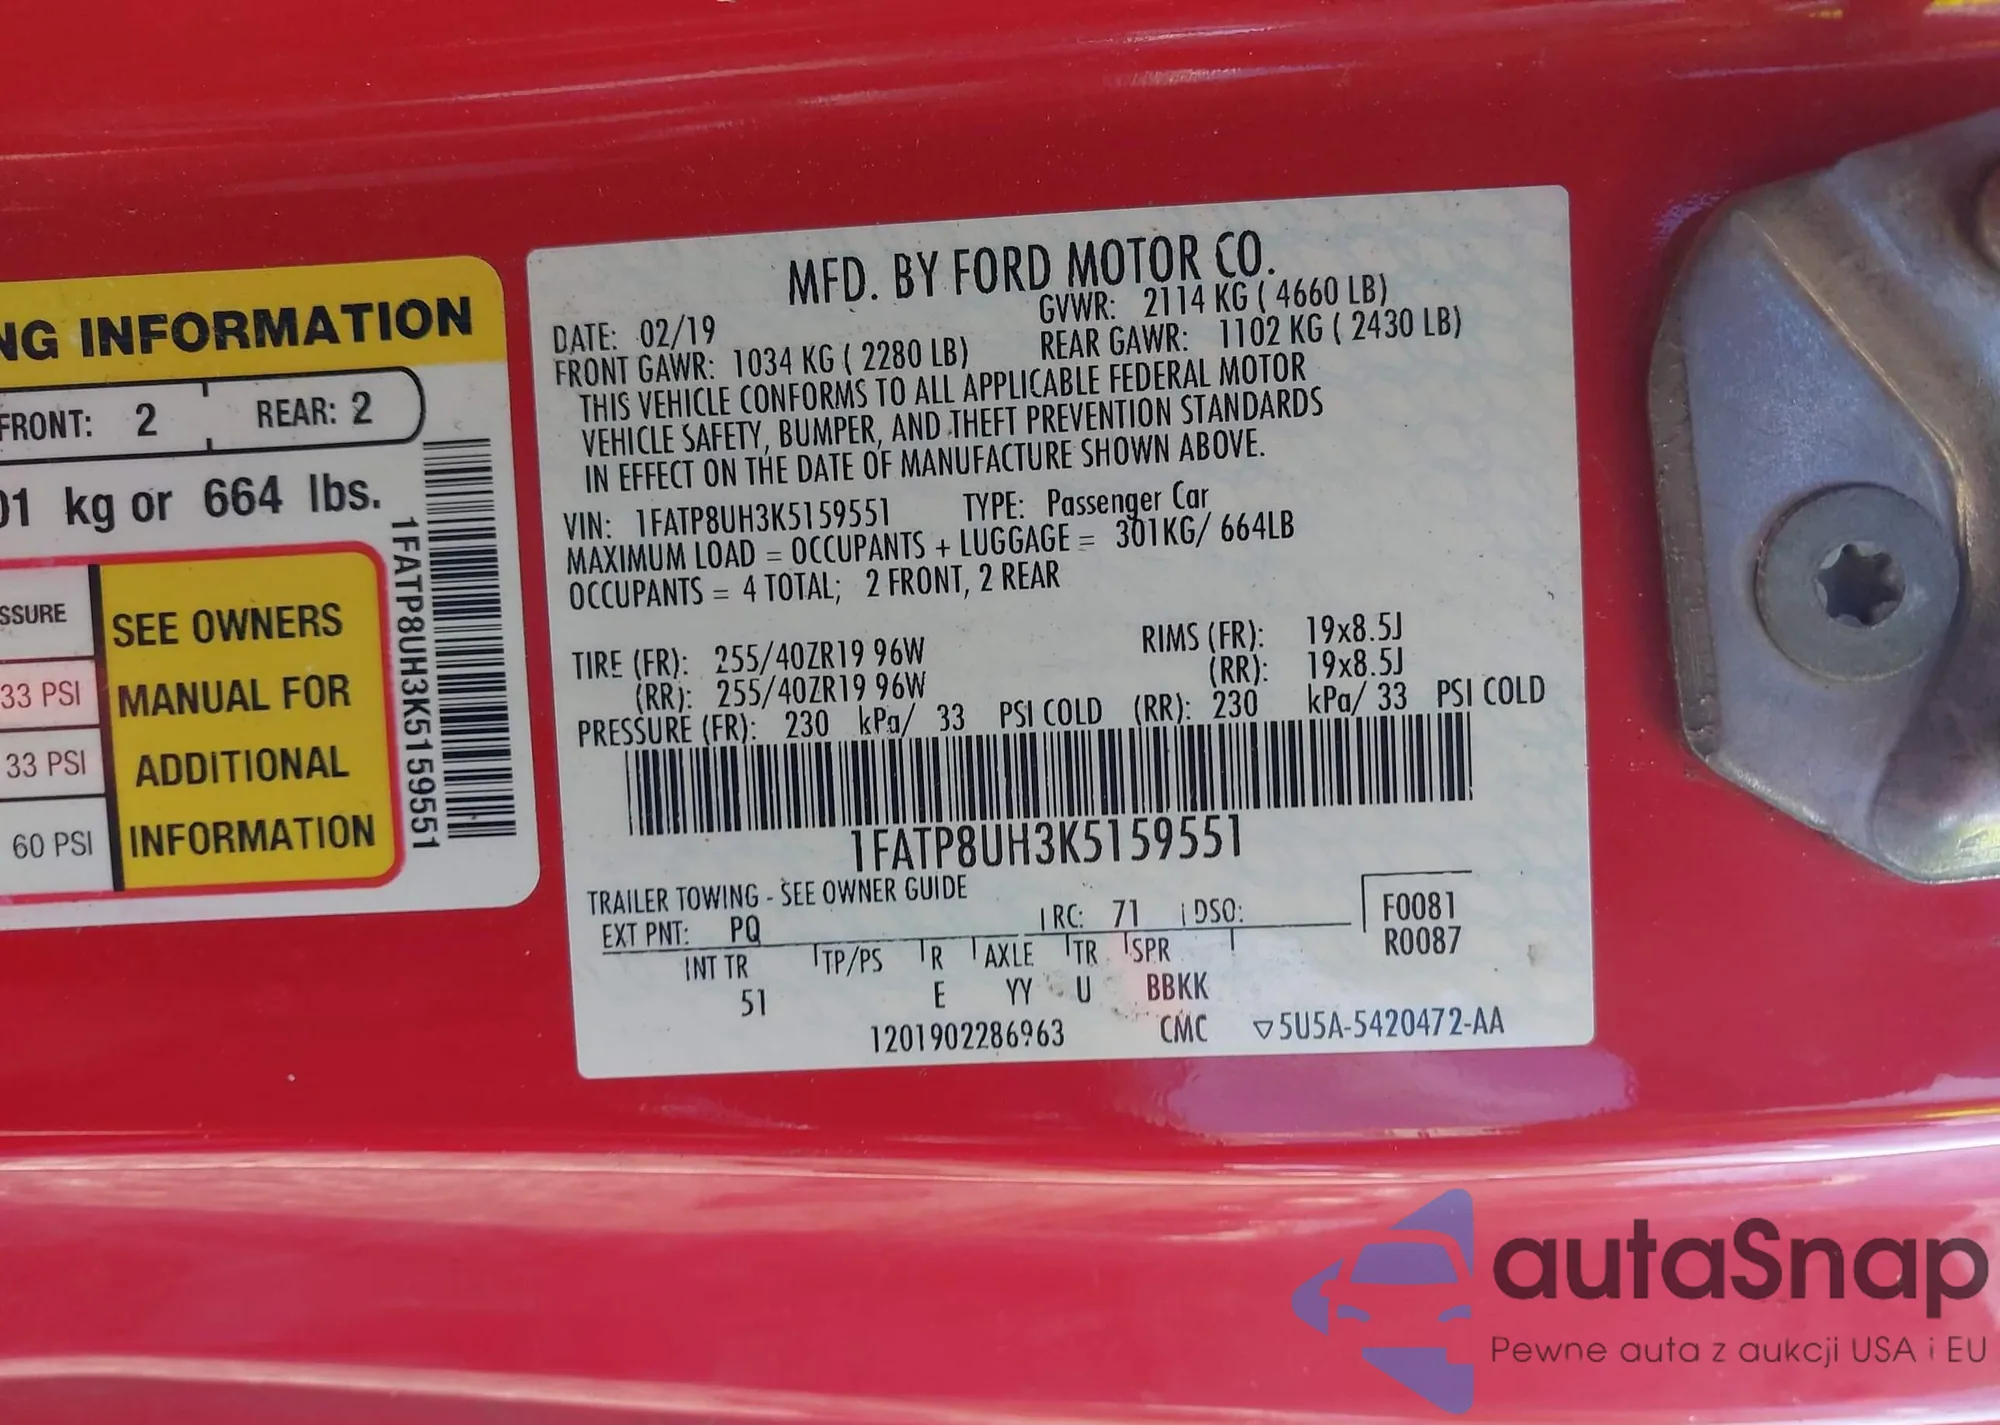 NG INFORMATION
FRONT: 2 REAR: 2
01 kg or 664 lbs.
SSURE
33 PSI
33 PSI
60 PSI
SEE OWNERS
MANUAL FOR
ADDITIONAL
INFORMATION
1FATP8UH3K5159551
MFD. BY FORD MOTOR CO.
DATE: 02/19 GVWR: 2114 KG ( 4660 LB)
FRONT GAWR: 1034 KG ( 2280 LB) REAR GAWR: 1102 KG ( 2430 LB)
THIS VEHICLE CONFORMS TO ALL APPLICABLE FEDERAL MOTOR
VEHICLE SAFETY, BUMPER, AND THEFT PREVENTION STANDARDS
IN EFFECT ON THE DATE OF MANUFACTURE SHOWN ABOVE.
VIN: 1FATP8UH3K5159551 TYPE: Passenger Car
MAXIMUM LOAD = OCCUPANTS + LUGGAGE = 301KG/ 664LB
OCCUPANTS = 4 TOTAL; 2 FRONT, 2 REAR
TIRE (FR): 255/40ZR19 96W RIMS (FR): 19x8.5J
(RR): 255/40ZR19 96W (RR): 19x8.5J
PRESSURE (FR): 230 kPa/ 33 PSI COLD (RR): 230 kPa/ 33 PSI COLD
1FATP8UH3K5159551
TRAILER TOWING - SEE OWNER GUIDE
EXT PNT: PQ RC: 71 DSO: F0081
R0087
INT TR TP/PS R AXLE TR SPR
51 E YY U BBKK
1201902286963 CMC ▽5U5A-5420472-AA
autaSnap
Pewne auta z aukcji USA i EU